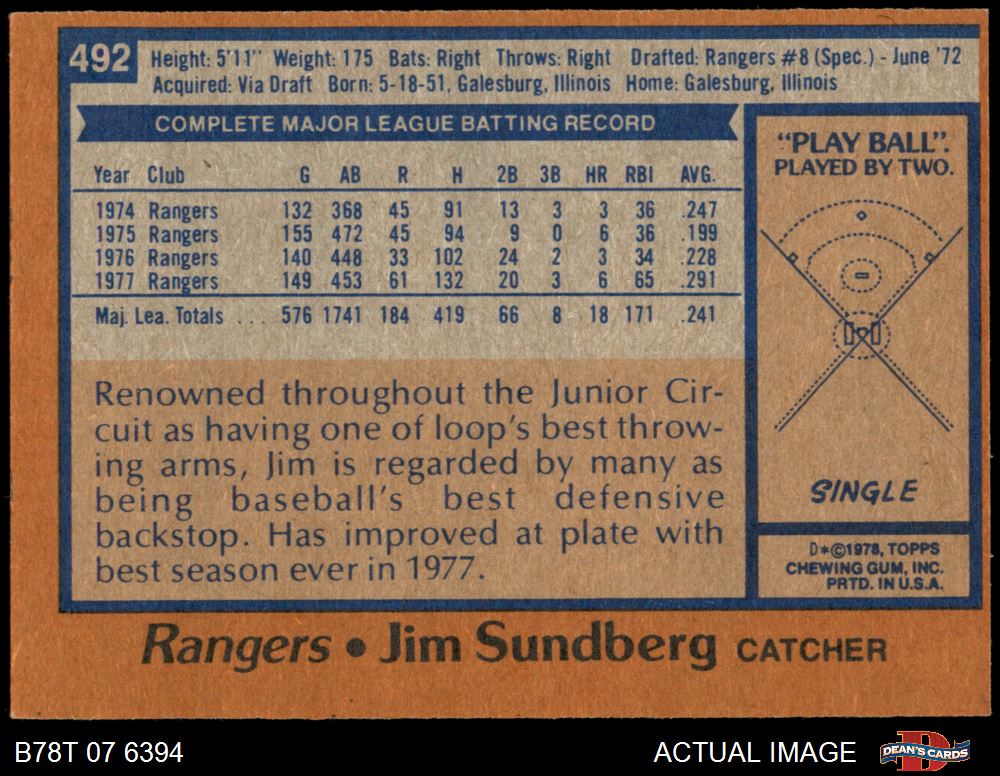 492
Height: 5'11" Weight: 175 Bats: Right Throws: Right Drafted: Rangers #8 (Spec.) - June '72
Acquired: Via Draft Born: 5-18-51, Galesburg, Illinois Home: Galesburg, Illinois
COMPLETE MAJOR LEAGUE BATTING RECORD
Year Club G AB R H 2B 3B HR RBI AVG.
1974 Rangers 132 368 45 91 13 3 3 36 .247
1975 Rangers 155 472 45 94 9 0 6 36 .199
1976 Rangers 140 448 33 102 24 2 3 34 .228
1977 Rangers 149 453 61 132 20 3 6 65 .291
Maj. Lea. Totals ... 576 1741 184 419 66 8 18 171 .241
Renowned throughout the Junior Cir-
cuit as having one of loop's best throw-
ing arms, Jim is regarded by many as
being baseball's best defensive
backstop. Has improved at plate with
best season ever in 1977.
"PLAY BALL".
PLAYED BY TWO.
SINGLE
D*©1978, TOPPS
CHEWING GUM, INC.
PRTD. IN U.S.A.
Rangers • Jim Sundberg CATCHER
B78T 07 6394
ACTUAL IMAGE
D
DEAN'S CARDS